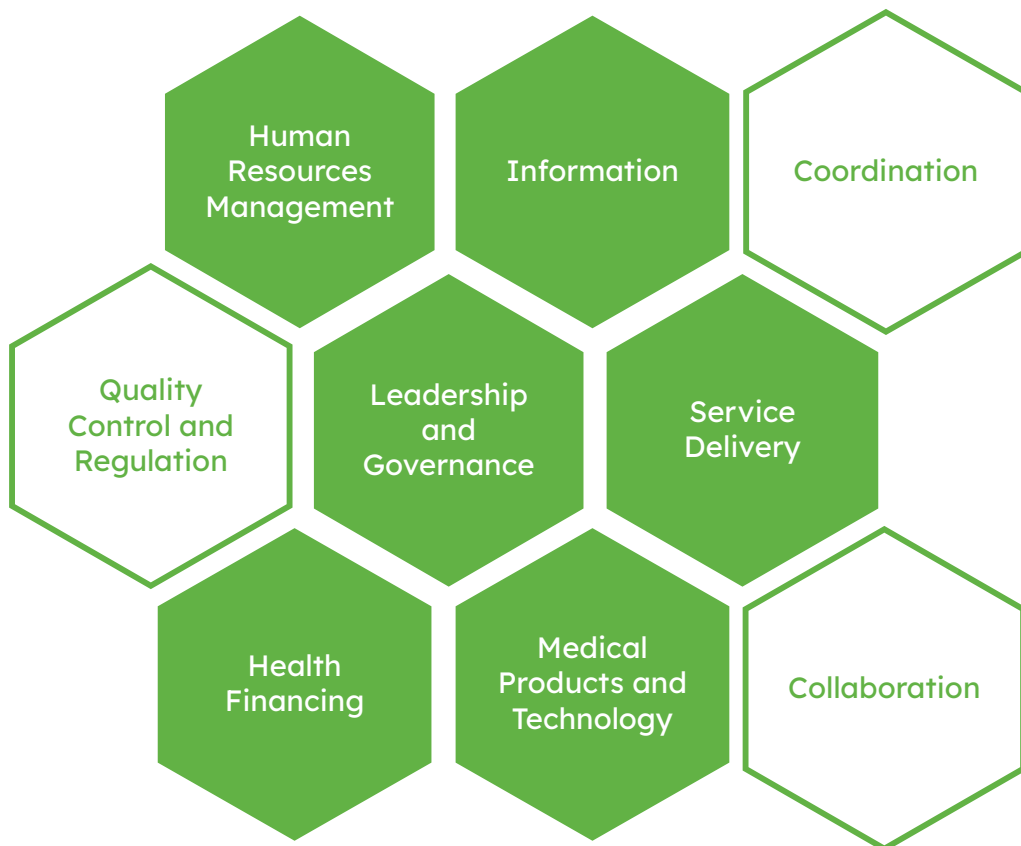 Human
Resources
Management
Information
Coordination
Quality
Control and
Regulation
Leadership
and
Governance
Service
Delivery
Health
Financing
Medical
Products and
Technology
Collaboration